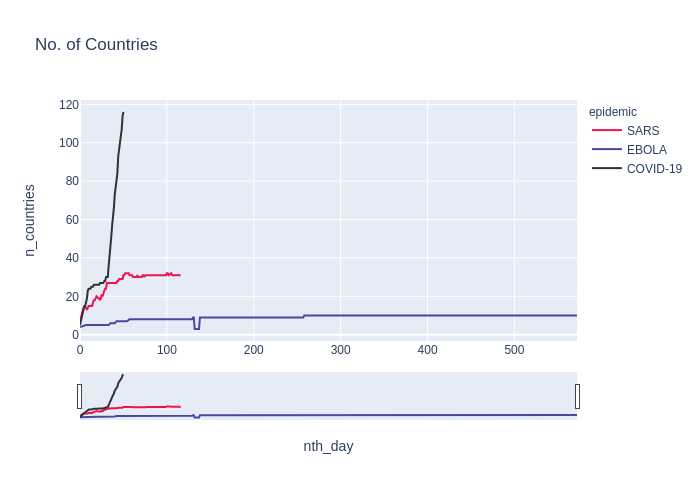 No. of Countries
epidemic
SARS
EBOLA
COVID-19
n_countries
120
100
80
60
40
20
0
0 100 200 300 400 500
nth_day